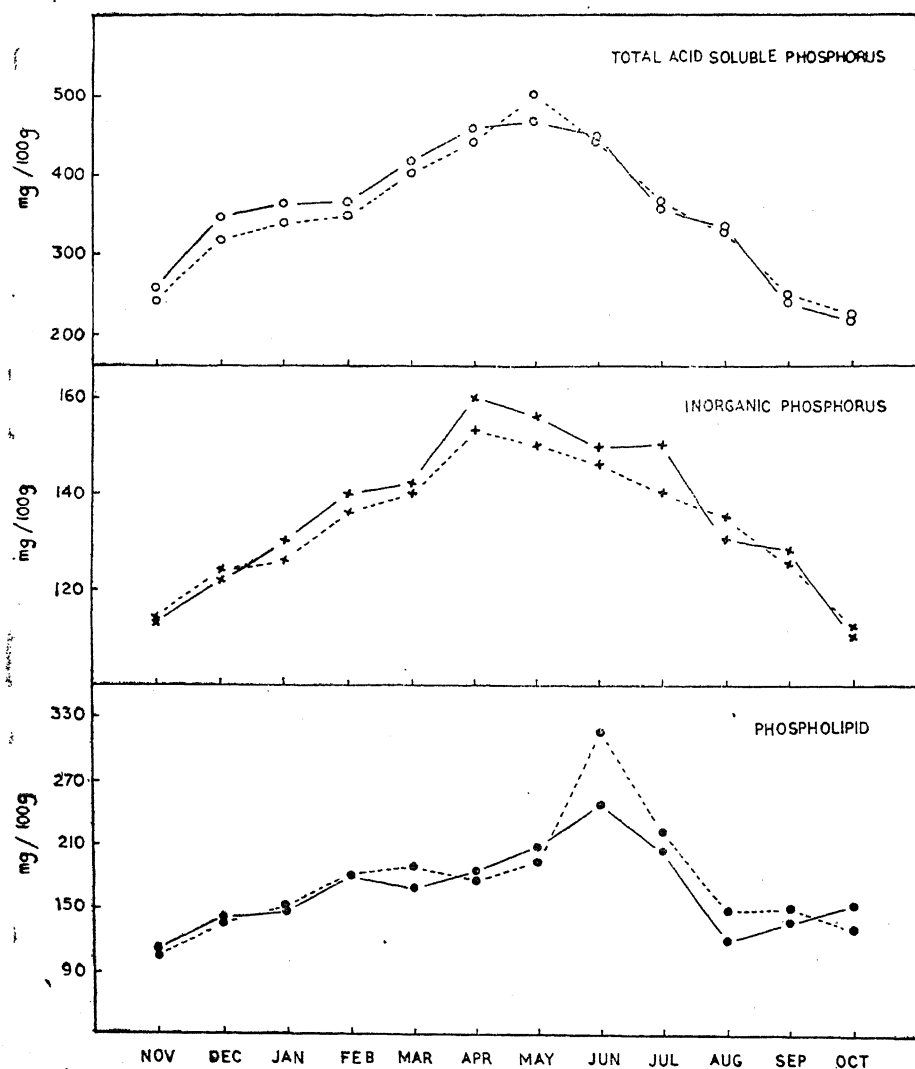 TOTAL ACID SOLUBLE PHOSPHORUS
mg/100g
500
400
300
200
INORGANIC PHOSPHORUS
mg/100g
160
140
120
PHOSPHOLIPID
mg/100g
330
270
210
150
90
NOV DEC JAN FEB MAR APR MAY JUN JUL AUG SEP OCT